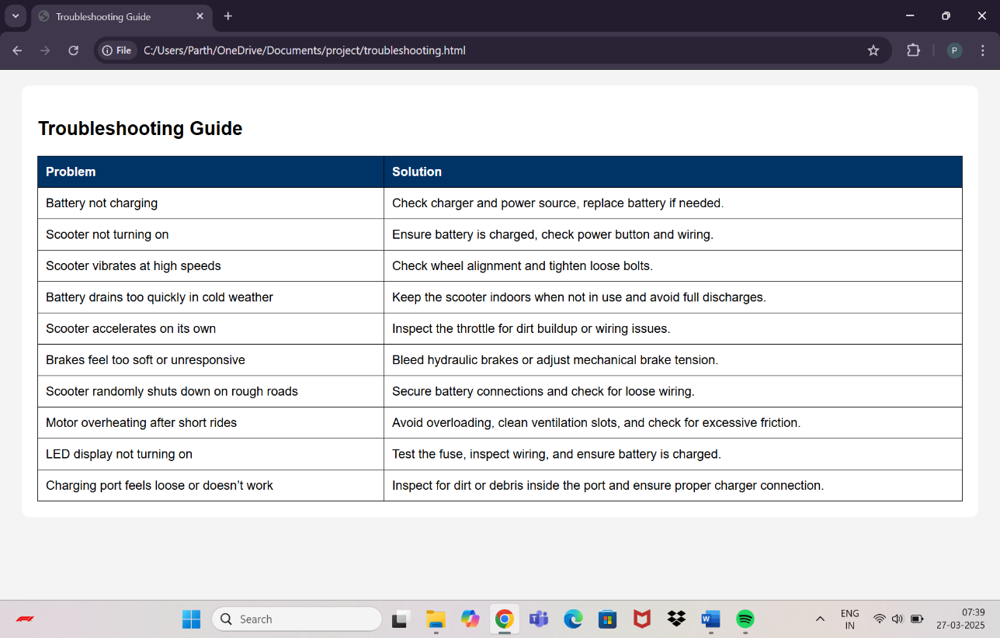 Troubleshooting Guide
File C:/Users/Parth/OneDrive/Documents/project/troubleshooting.html P
Troubleshooting Guide
Problem Solution
Battery not charging Check charger and power source, replace battery if needed.
Scooter not turning on Ensure battery is charged, check power button and wiring.
Scooter vibrates at high speeds Check wheel alignment and tighten loose bolts.
Battery drains too quickly in cold weather Keep the scooter indoors when not in use and avoid full discharges.
Scooter accelerates on its own Inspect the throttle for dirt buildup or wiring issues.
Brakes feel too soft or unresponsive Bleed hydraulic brakes or adjust mechanical brake tension.
Scooter randomly shuts down on rough roads Secure battery connections and check for loose wiring.
Motor overheating after short rides Avoid overloading, clean ventilation slots, and check for excessive friction.
LED display not turning on Test the fuse, inspect wiring, and ensure battery is charged.
Charging port feels loose or doesn’t work Inspect for dirt or debris inside the port and ensure proper charger connection.
Search ENG 07:39
IN 27-03-2025